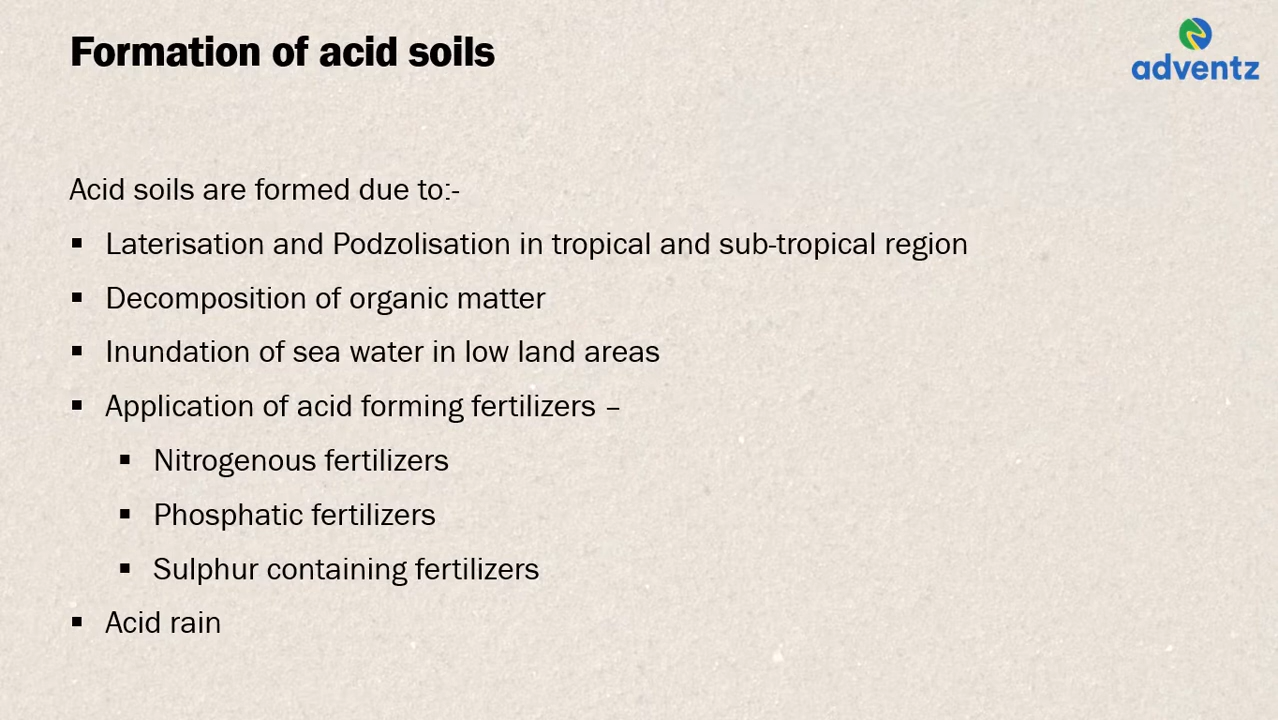 Formation of acid soils
adventz
Acid soils are formed due to:-
▪ Laterisation and Podzolisation in tropical and sub-tropical region
▪ Decomposition of organic matter
▪ Inundation of sea water in low land areas
▪ Application of acid forming fertilizers –
▪ Nitrogenous fertilizers
▪ Phosphatic fertilizers
▪ Sulphur containing fertilizers
▪ Acid rain